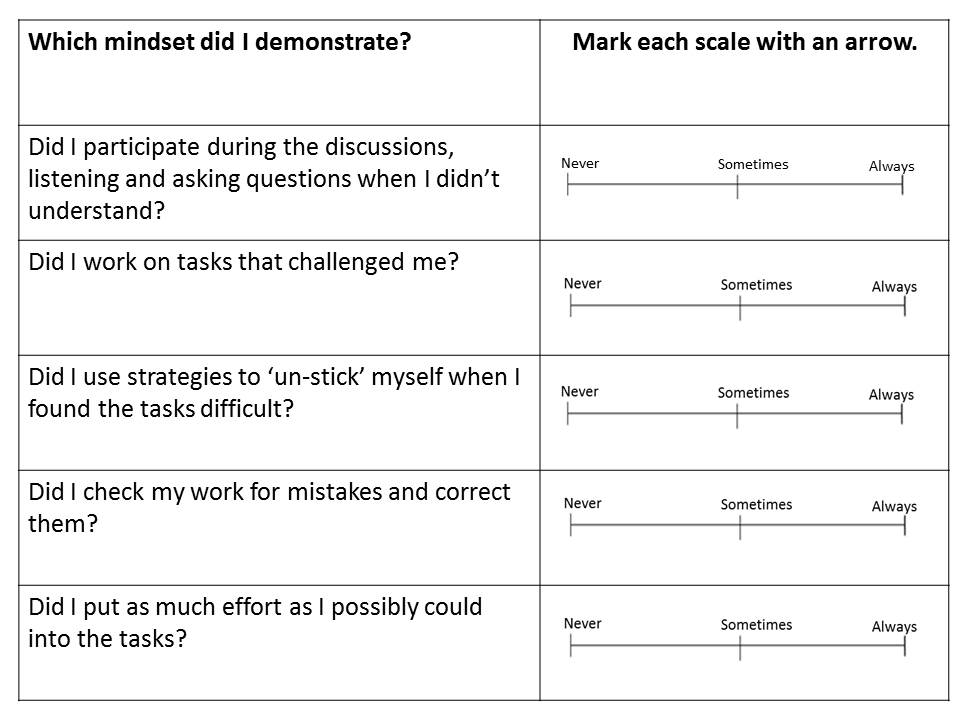 Which mindset did I demonstrate?
Mark each scale with an arrow.
Did I participate during the discussions,
listening and asking questions when I didn’t
understand?
Never Sometimes Always
Did I work on tasks that challenged me?
Never Sometimes Always
Did I use strategies to ‘un-stick’ myself when I
found the tasks difficult?
Never Sometimes Always
Did I check my work for mistakes and correct
them?
Never Sometimes Always
Did I put as much effort as I possibly could
into the tasks?
Never Sometimes Always